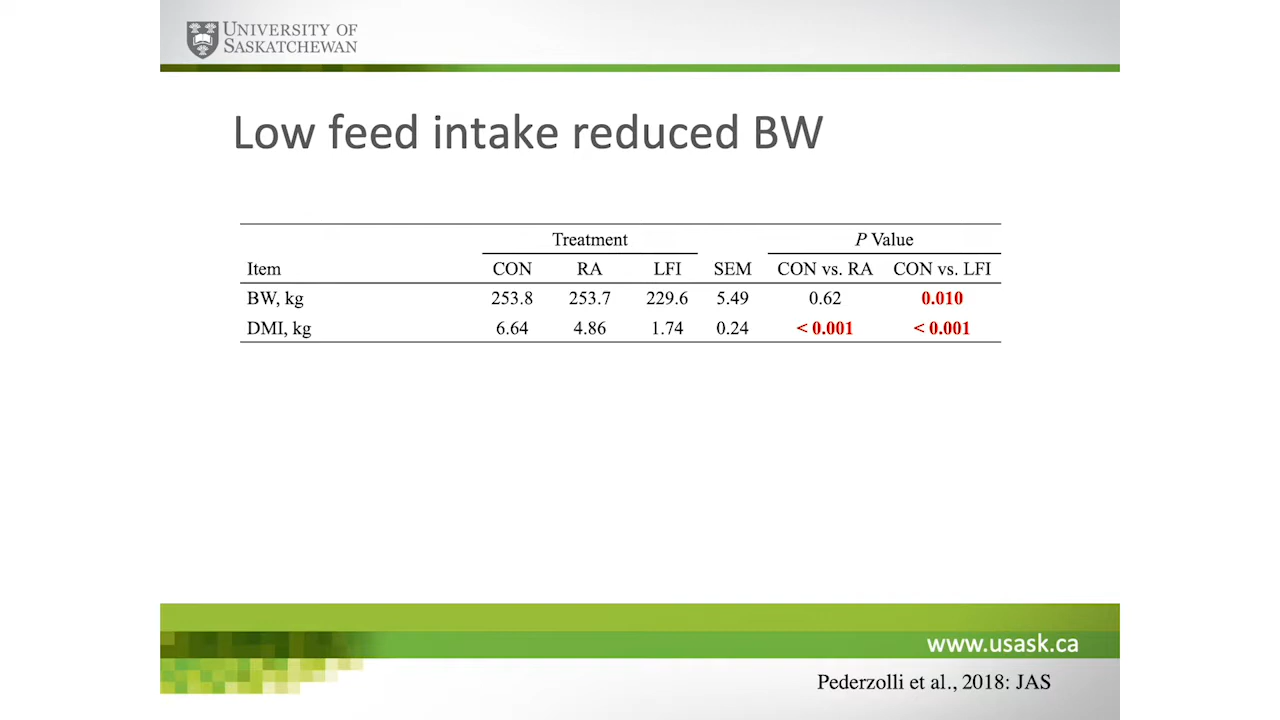 UNIVERSITY OF
SASKATCHEWAN
Low feed intake reduced BW
Treatment P Value
Item CON RA LFI SEM CON vs. RA CON vs. LFI
BW, kg 253.8 253.7 229.6 5.49 0.62 0.010
DMI, kg 6.64 4.86 1.74 0.24 < 0.001 < 0.001
www.usask.ca
Pederzolli et al., 2018: JAS